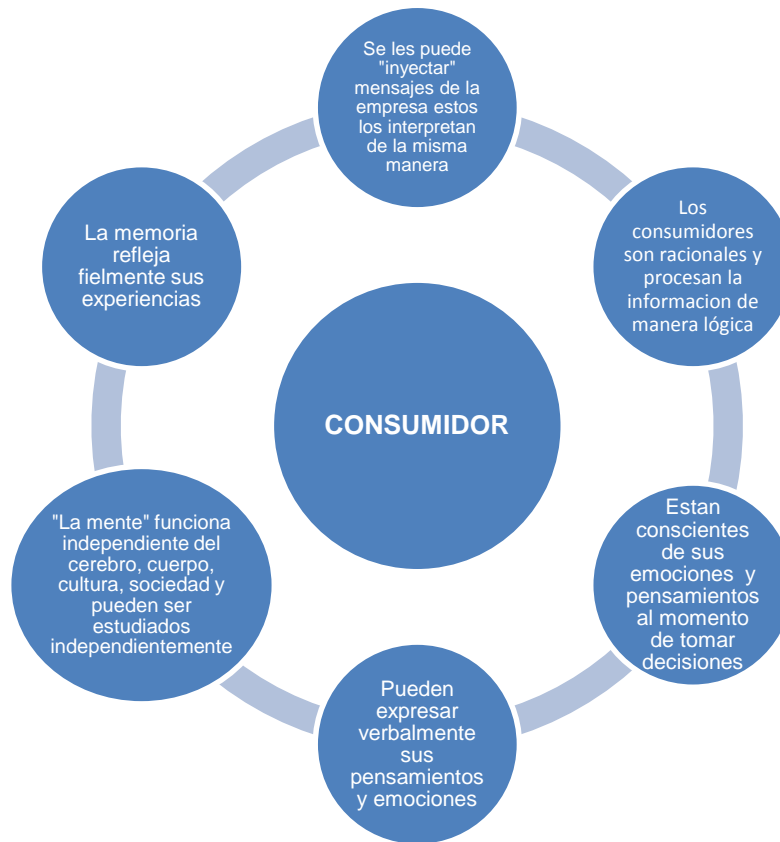 Se les puede
"inyectar"
mensajes de la
empresa estos
los interpretan
de la misma
manera
Los
consumidores
son racionales y
procesan la
informacion de
manera lógica
Estan
conscientes
de sus
emociones y
pensamientos
al momento
de tomar
decisiones
Pueden
expresar
verbalmente
sus
pensamientos
y emociones
"La mente" funciona
independiente del
cerebro, cuerpo,
cultura, sociedad y
pueden ser
estudiados
independientemente
La memoria
refleja
fielmente sus
experiencias
CONSUMIDOR